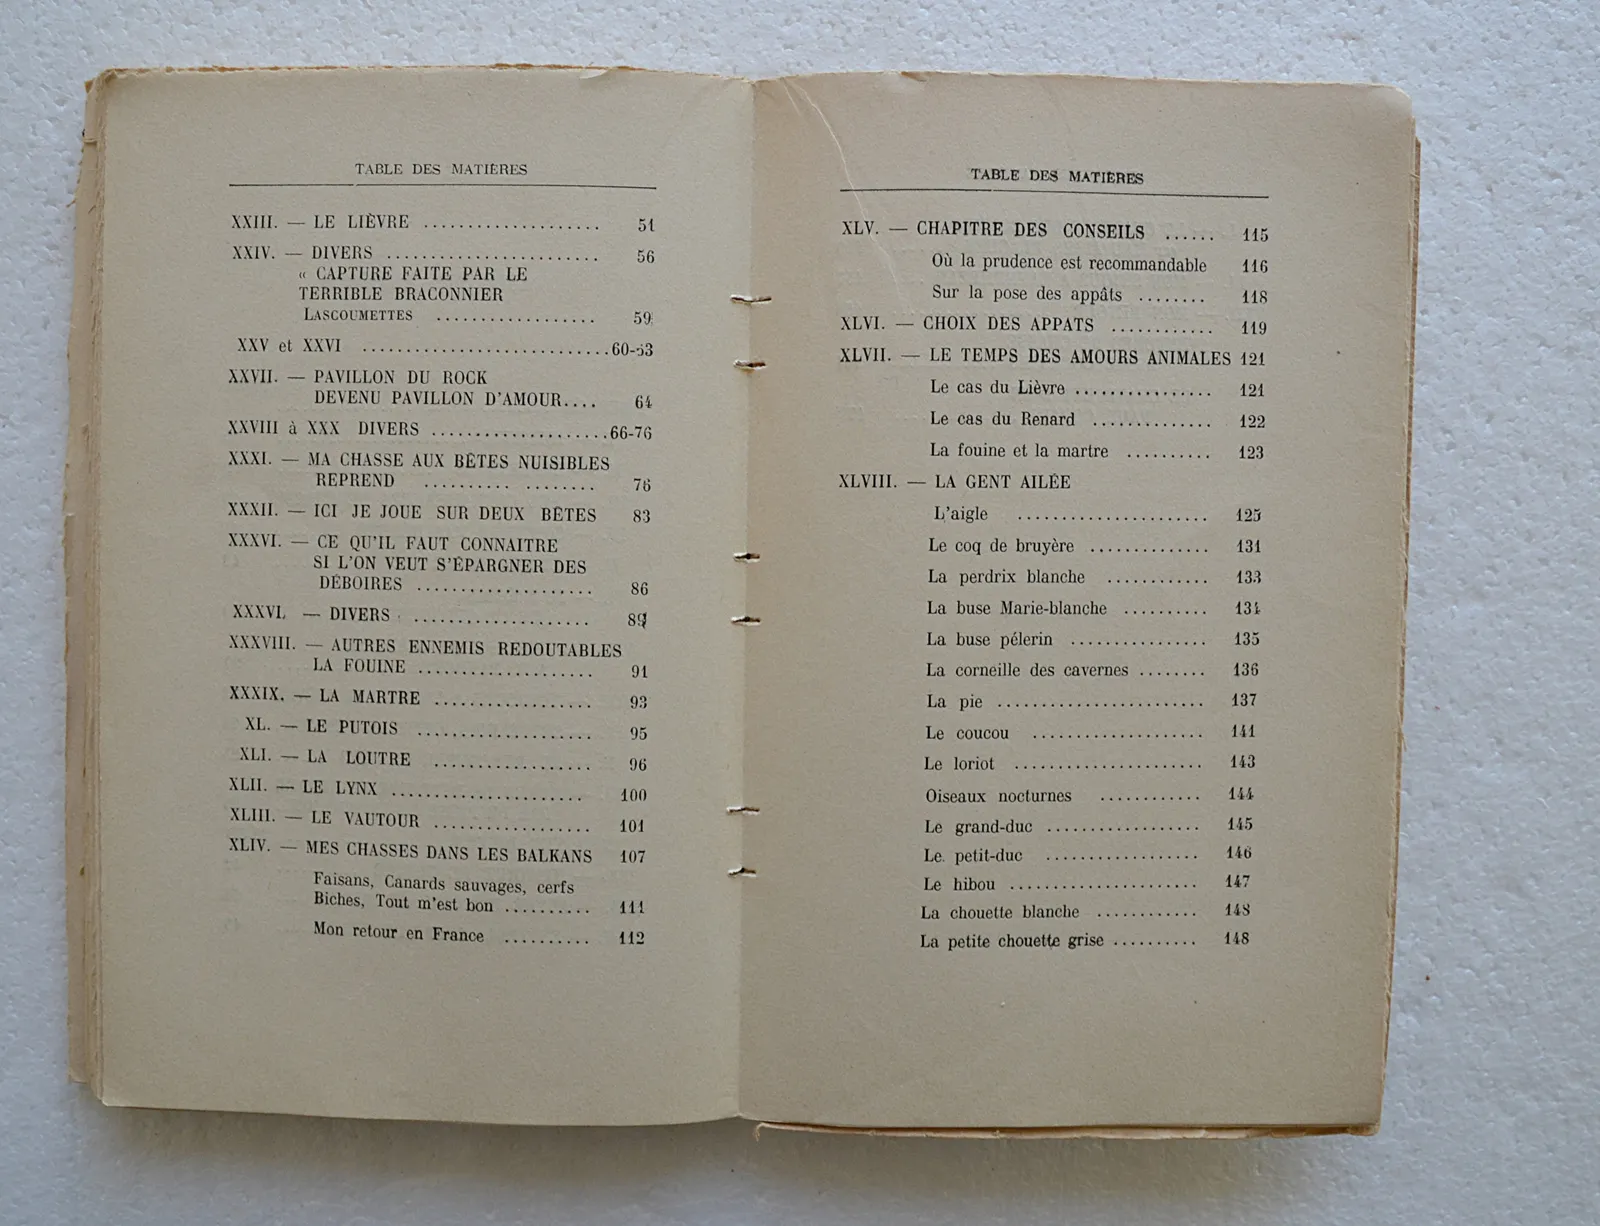 TABLE DES MATIÈRES
XXIII. — LE LIÈVRE .................... 51
XXIV. — DIVERS ........................ 56
« CAPTURE FAITE PAR LE
TERRIBLE BRACONNIER
LASCOUMETTES .................. 59
XXV et XXVI ............................ 60-63
XXVII. — PAVILLON DU ROCK
DEVENU PAVILLON D'AMOUR.... 64
XXVIII à XXX DIVERS .................... 66-76
XXXI. — MA CHASSE AUX BÊTES NUISIBLES
REPREND .......... ........ 76
XXXII. — ICI JE JOUE SUR DEUX BÊTES 83
XXXVI. — CE QU'IL FAUT CONNAITRE
SI L'ON VEUT S'ÉPARGNER DES
DÉBOIRES .................... 86
XXXVI. — DIVERS .................... 89
XXXVIII. — AUTRES ENNEMIS REDOUTABLES
LA FOUINE .................... 91
XXXIX. — LA MARTRE .................. 93
XL. — LE PUTOIS .................... 95
XLI. — LA LOUTRE .................. 96
XLII. — LE LYNX ...................... 100
XLIII. — LE VAUTOUR .................. 101
XLIV. — MES CHASSES DANS LES BALKANS 107
Faisans, Canards sauvages, cerfs
Biches, Tout m'est bon .......... 111
Mon retour en France .......... 112
TABLE DES MATIÈRES
XLV. — CHAPITRE DES CONSEILS ...... 115
Où la prudence est recommandable 116
Sur la pose des appâts ........ 118
XLVI. — CHOIX DES APPATS ............ 119
XLVII. — LE TEMPS DES AMOURS ANIMALES 121
Le cas du Lièvre ................ 121
Le cas du Renard .............. 122
La fouine et la martre .......... 123
XLVIII. — LA GENT AILÉE
L'aigle ...................... 125
Le coq de bruyère .............. 131
La perdrix blanche ............ 133
La buse Marie-blanche .......... 134
La buse pélerin ................ 135
La corneille des cavernes ........ 136
La pie ........................ 137
Le coucou .................... 141
Le loriot ...................... 143
Oiseaux nocturnes ............ 144
Le grand-duc .................. 145
Le. petit-duc .................. 146
Le hibou ...................... 147
La chouette blanche ............ 148
La petite chouette grise .......... 148